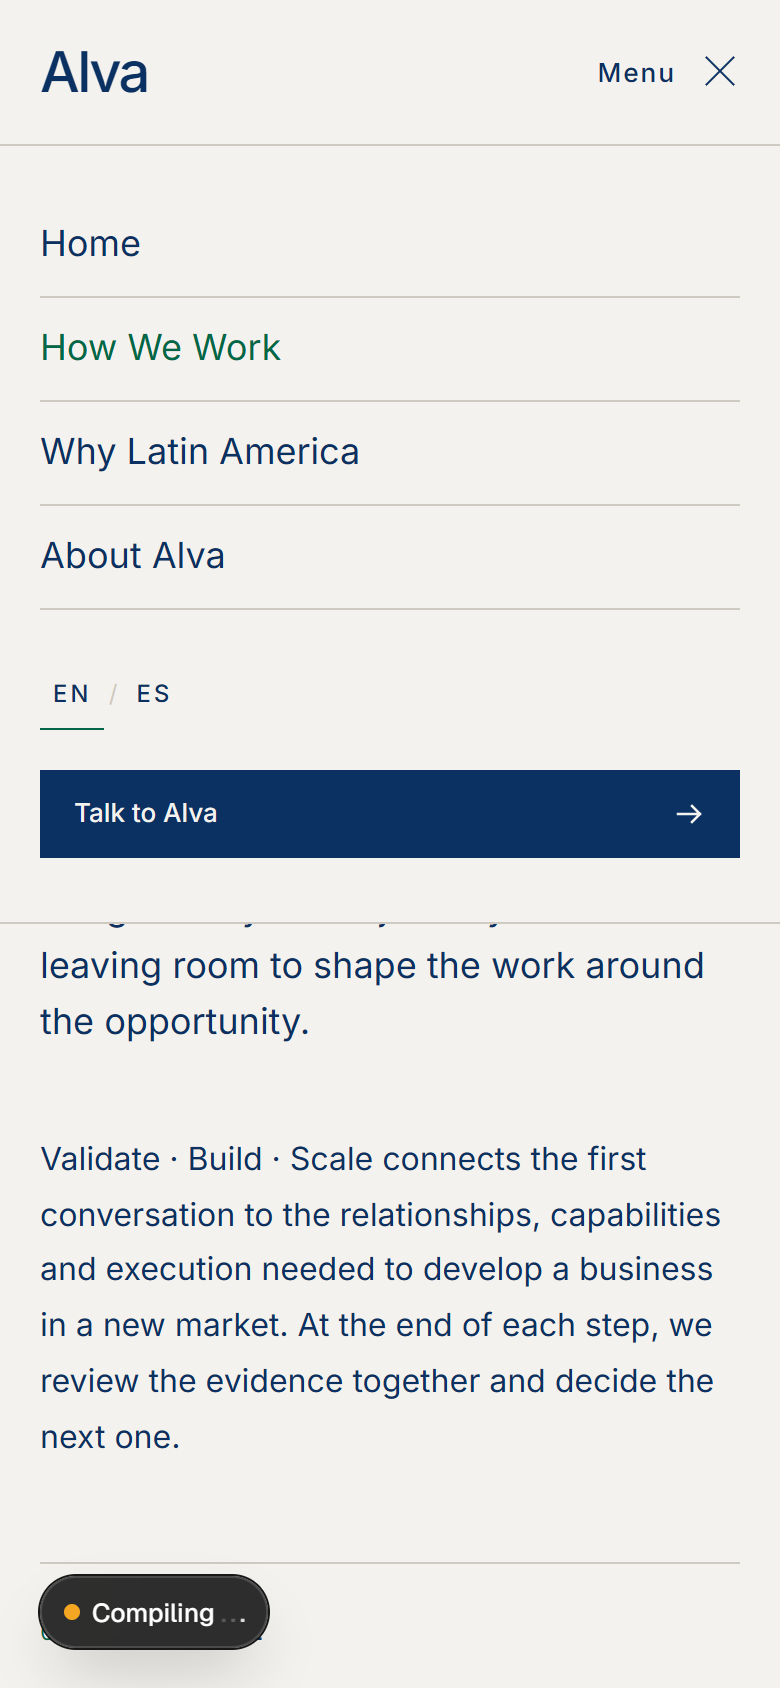 Alva
Menu
Home
How We Work
Why Latin America
About Alva
EN / ES
Talk to Alva →
leaving room to shape the work around
the opportunity.
Validate · Build · Scale connects the first
conversation to the relationships, capabilities
and execution needed to develop a business
in a new market. At the end of each step, we
review the evidence together and decide the
next one.
Compiling ...